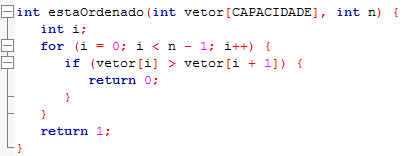 int estaOrdenado(int vetor[CAPACIDADE], int n) {
int i;
for (i = 0; i < n - 1; i++) {
if (vetor[i] > vetor[i + 1]) {
return 0;
}
}
return 1;
}